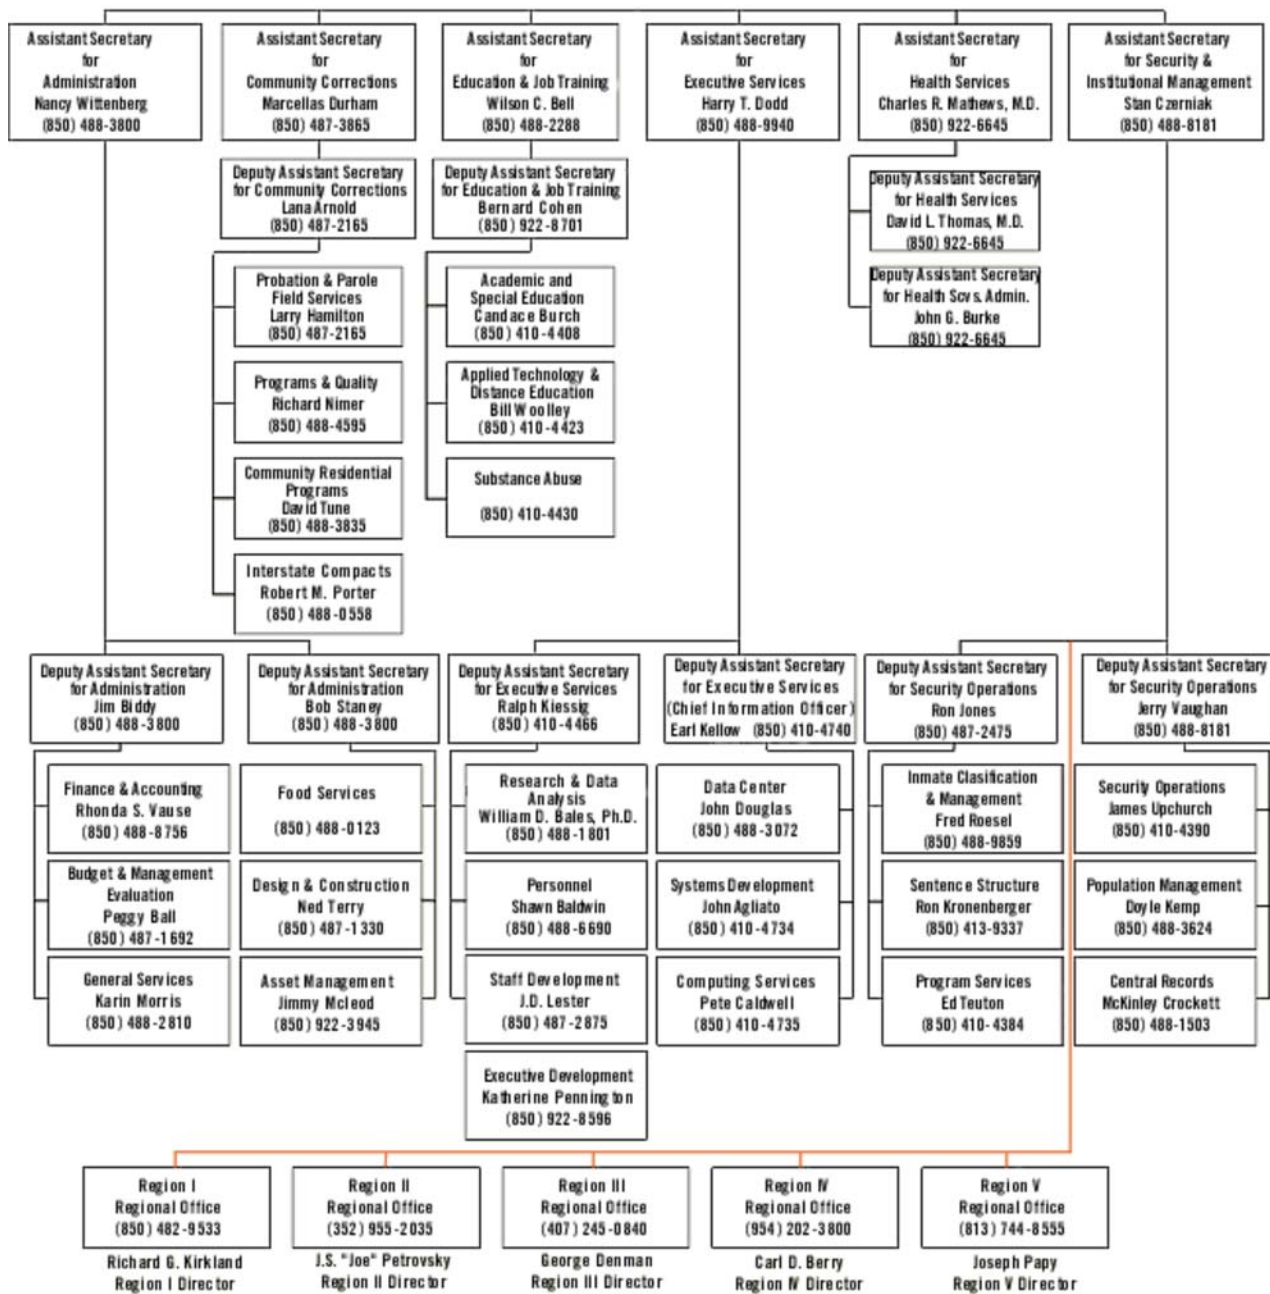 Assistant Secretary
for
Administration
Nancy Wittenberg
(850) 488-3800
Assistant Secretary
for
Community Corrections
Marcellas Durham
(850) 487-3865
Assistant Secretary
for
Education & Job Training
Wilson C. Bell
(850) 488-2288
Assistant Secretary
for
Executive Services
Harry T. Dodd
(850) 488-9940
Assistant Secretary
for
Health Services
Charles R. Mathews, M.D.
(850) 922-6645
Assistant Secretary
for Security &
Institutional Management
Stan Czerniak
(850) 488-8181
Deputy Assistant Secretary
for Community Corrections
Lana Arnold
(850) 487-2165
Deputy Assistant Secretary
for Education & Job Training
Bernard Cohen
(850) 922-8701
Deputy Assistant Secretary
for Health Services
David L. Thomas, M.D.
(850) 922-6645
Deputy Assistant Secretary
for Health Scvs. Admin.
John G. Burke
(850) 922-6645
Probation & Parole
Field Services
Larry Hamilton
(850) 487-2165
Programs & Quality
Richard Nimer
(850) 488-4595
Community Residential
Programs
David Tune
(850) 488-3835
Interstate Compacts
Robert M. Porter
(850) 488-0558
Academic and
Special Education
Candace Burch
(850) 410-4408
Applied Technology &
Distance Education
Bill Woolley
(850) 410-4423
Substance Abuse
(850) 410-4430
Deputy Assistant Secretary
for Administration
Jim Biddy
(850) 488-3800
Deputy Assistant Secretary
for Administration
Bob Staney
(850) 488-3800
Deputy Assistant Secretary
for Executive Services
Ralph Kiessig
(850) 410-4466
Deputy Assistant Secretary
for Executive Services
(Chief Information Officer)
Earl Kellow (850) 410-4740
Deputy Assistant Secretary
for Security Operations
Ron Jones
(850) 487-2475
Deputy Assistant Secretary
for Security Operations
Jerry Vaughan
(850) 488-8181
Finance & Accounting
Rhonda S. Vause
(850) 488-8756
Budget & Management
Evaluation
Peggy Ball
(850) 487-1692
General Services
Karin Morris
(850) 488-2810
Food Services
(850) 488-0123
Design & Construction
Ned Terry
(850) 487-1330
Asset Management
Jimmy Mcleod
(850) 922-3945
Research & Data
Analysis
William D. Bales, Ph.D.
(850) 488-1801
Personnel
Shawn Baldwin
(850) 488-6690
Staff Development
J.D. Lester
(850) 487-2875
Executive Development
Katherine Pennington
(850) 922-8596
Data Center
John Douglas
(850) 488-3072
Systems Development
John Agliato
(850) 410-4734
Computing Services
Pete Caldwell
(850) 410-4735
Inmate Clasification
& Management
Fred Roesel
(850) 488-9859
Sentence Structure
Ron Kronenberger
(850) 413-9337
Program Services
Ed Teuton
(850) 410-4384
Security Operations
James Upchurch
(850) 410-4390
Population Management
Doyle Kemp
(850) 488-3624
Central Records
McKinley Crockett
(850) 488-1503
Region I
Regional Office
(850) 482-9533
Richard G. Kirkland
Region I Director
Region II
Regional Office
(352) 955-2035
J.S. "Joe" Petrovsky
Region II Director
Region III
Regional Office
(407) 245-0840
George Denman
Region III Director
Region IV
Regional Office
(954) 202-3800
Carl D. Berry
Region IV Director
Region V
Regional Office
(813) 744-8555
Joseph Papy
Region V Director